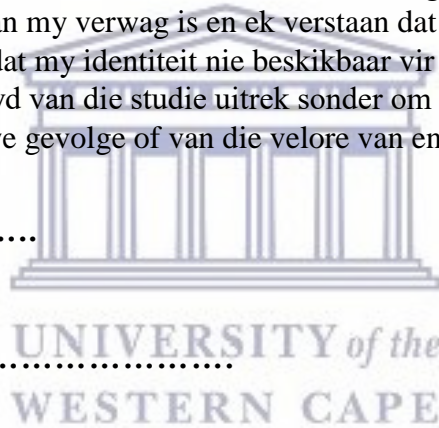 an my verwag is en ek verstaan dat
dat my identiteit nie beskikbaar vir
yd van die studie uitrek sonder om
we gevolge of van die velore van en
….
UNIVERSITY of the
……………………….
WESTERN CAPE